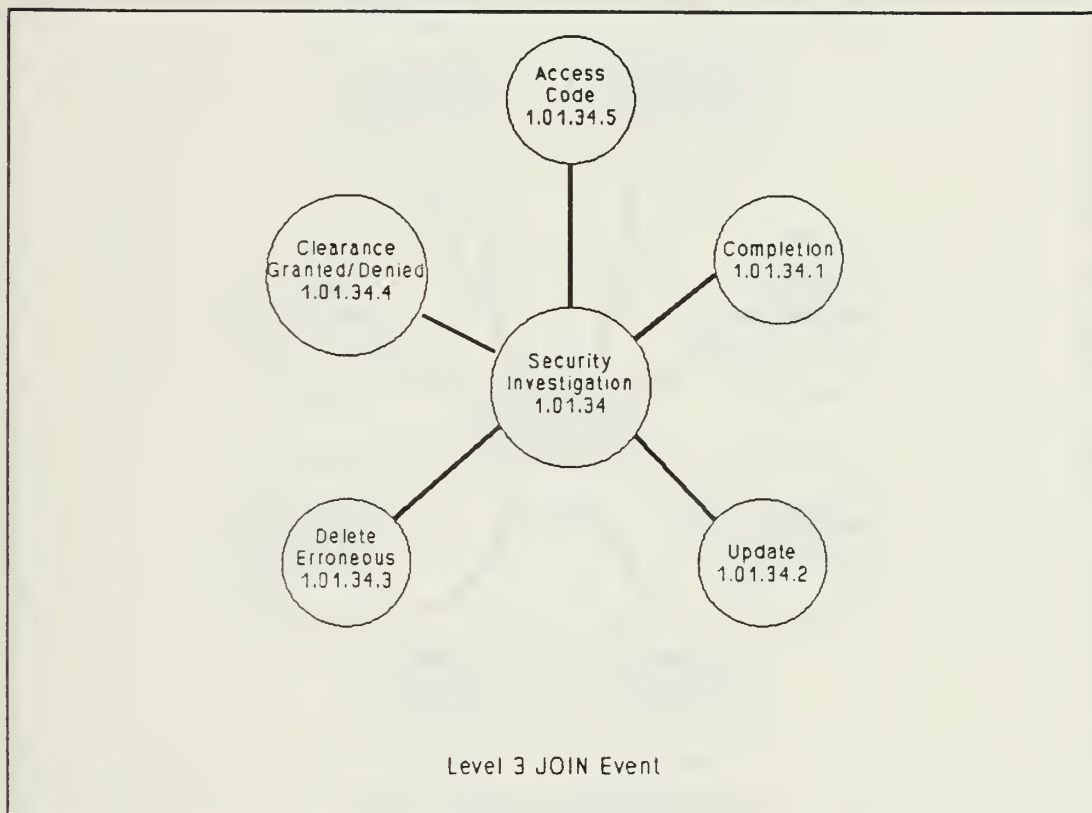 Access
Code
1.01.34.5
Clearance
Granted/Denied
1.01.34.4
Completion
1.01.34.1
Security
Investigation
1.01.34
Delete
Erroneous
1.01.34.3
Update
1.01.34.2
Level 3 JOIN Event